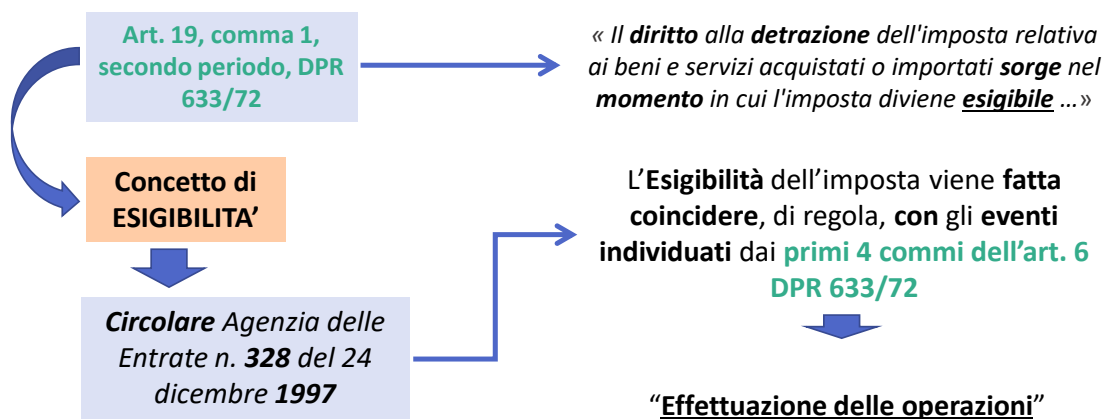 Art. 19, comma 1,
secondo periodo, DPR
633/72
« Il diritto alla detrazione dell'imposta relativa
ai beni e servizi acquistati o importati sorge nel
momento in cui l'imposta diviene esigibile …»
Concetto di
ESIGIBILITA’
L’Esigibilità dell’imposta viene fatta
coincidere, di regola, con gli eventi
individuati dai primi 4 commi dell’art. 6
DPR 633/72
Circolare Agenzia delle
Entrate n. 328 del 24
dicembre 1997
“Effettuazione delle operazioni”